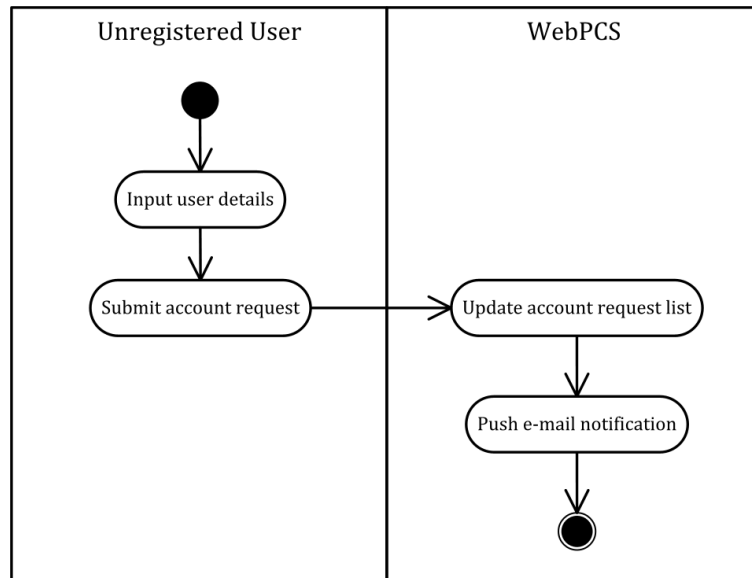 Unregistered User
WebPCS
Input user details
Submit account request
Update account request list
Push e-mail notification